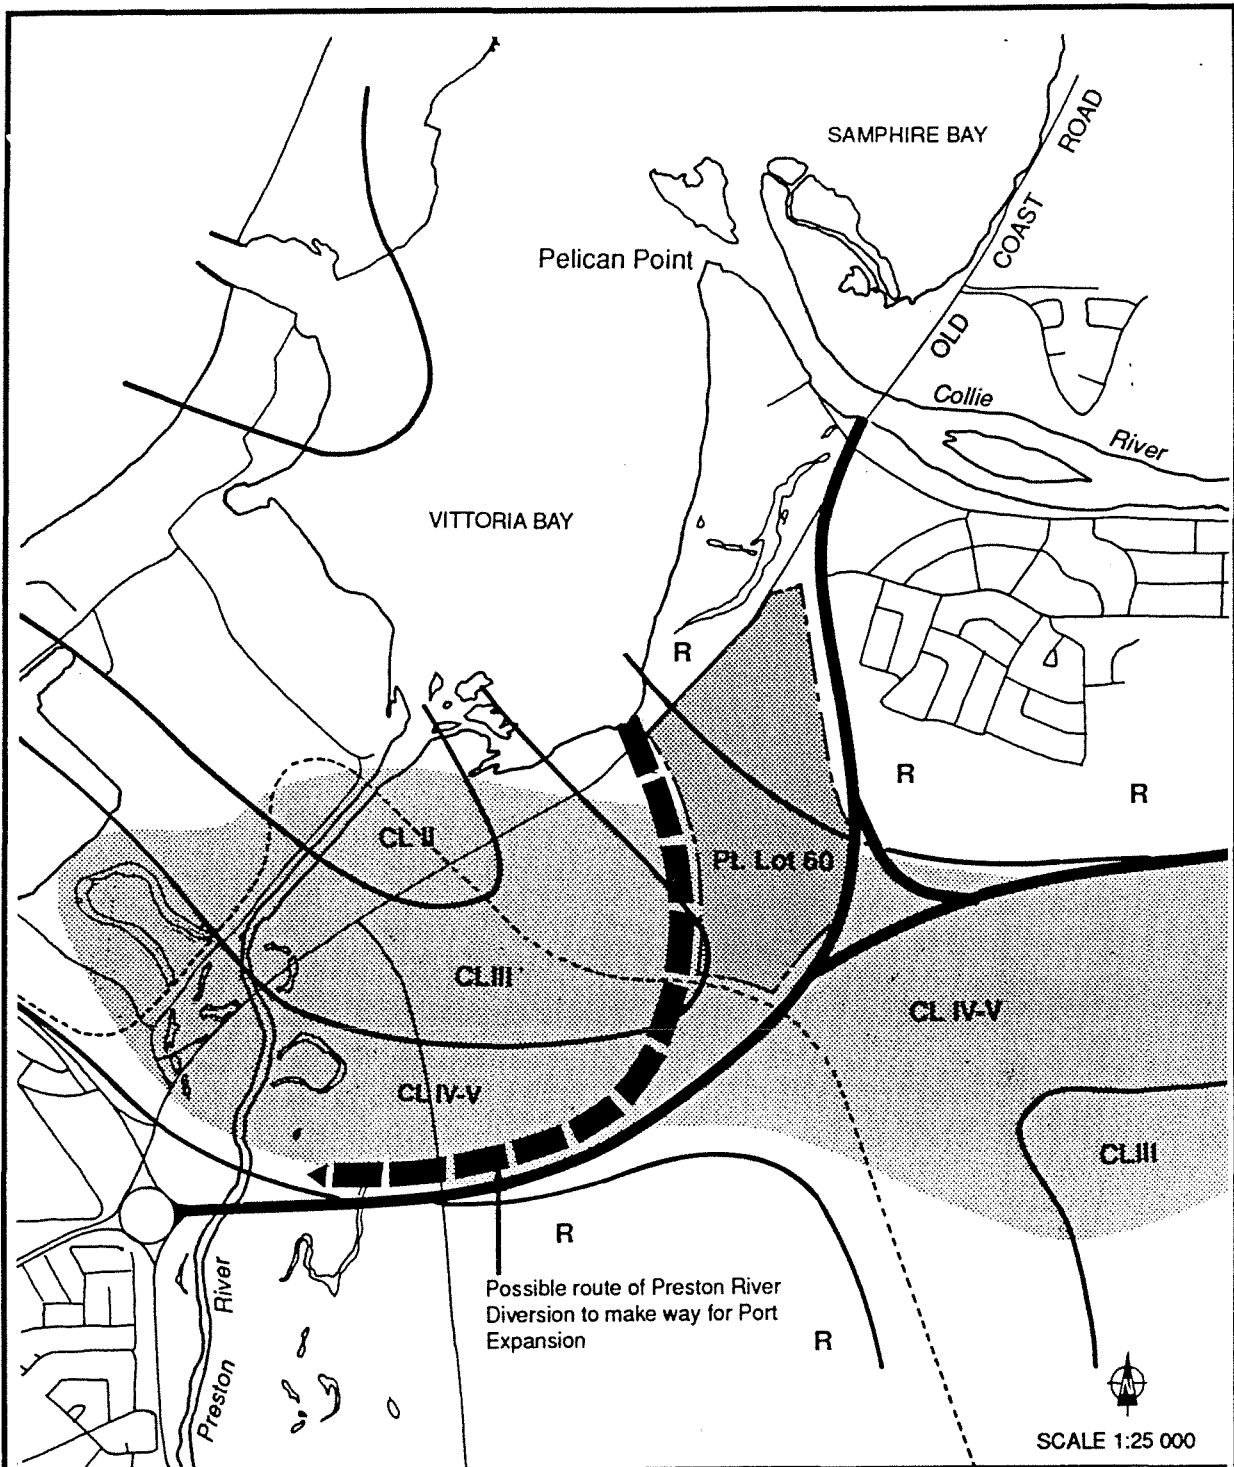 SAMPHIRE BAY
OLD COAST ROAD
Pelican Point
Collie River
VITTORIA BAY
R
CL II
Pt. Lot 60
R
R
CL III
CL IV-V
CL IV-V
CL III
R
Possible route of Preston River
Diversion to make way for Port
Expansion
R
Preston River
N
SCALE 1:25 000